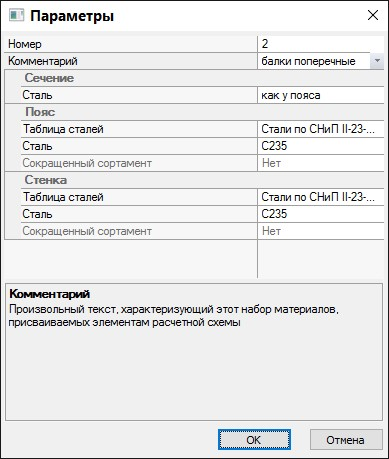 Параметры
Номер 2
Комментарий балки поперечные
Сечение
Сталь как у пояса
Пояс
Таблица сталей Стали по СНиП II-23-...
Сталь С235
Сокращенный сортамент Нет
Стенка
Таблица сталей Стали по СНиП II-23-...
Сталь С235
Сокращенный сортамент Нет
Комментарий
Произвольный текст, характеризующий этот набор материалов,
присваиваемых элементам расчетной схемы
OK Отмена